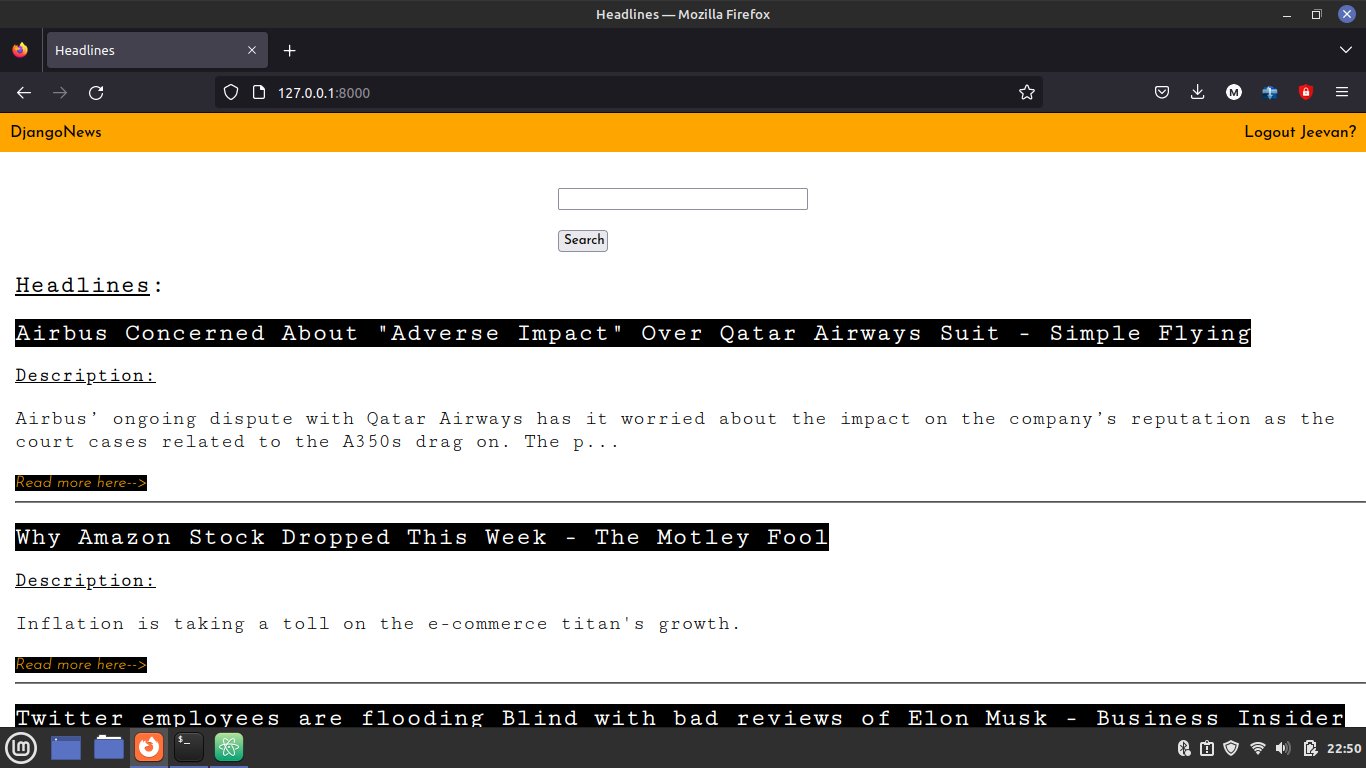 Headlines — Mozilla Firefox
Headlines
127.0.0.1:8000
DjangoNews
Logout Jeevan?
Search
Headlines:
Airbus Concerned About "Adverse Impact" Over Qatar Airways Suit - Simple Flying
Description:
Airbus’ ongoing dispute with Qatar Airways has it worried about the impact on the company’s reputation as the
court cases related to the A350s drag on. The p...
Read more here-->
Why Amazon Stock Dropped This Week - The Motley Fool
Description:
Inflation is taking a toll on the e-commerce titan's growth.
Read more here-->
Twitter employees are flooding Blind with bad reviews of Elon Musk - Business Insider
22:50